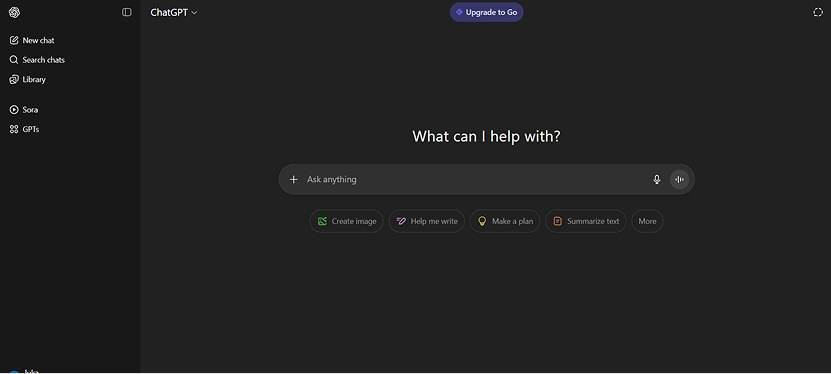 ChatGPT
Upgrade to Go
New chat
Search chats
Library
Sora
GPTs
What can I help with?
Ask anything
Create image
Help me write
Make a plan
Summarize text
More